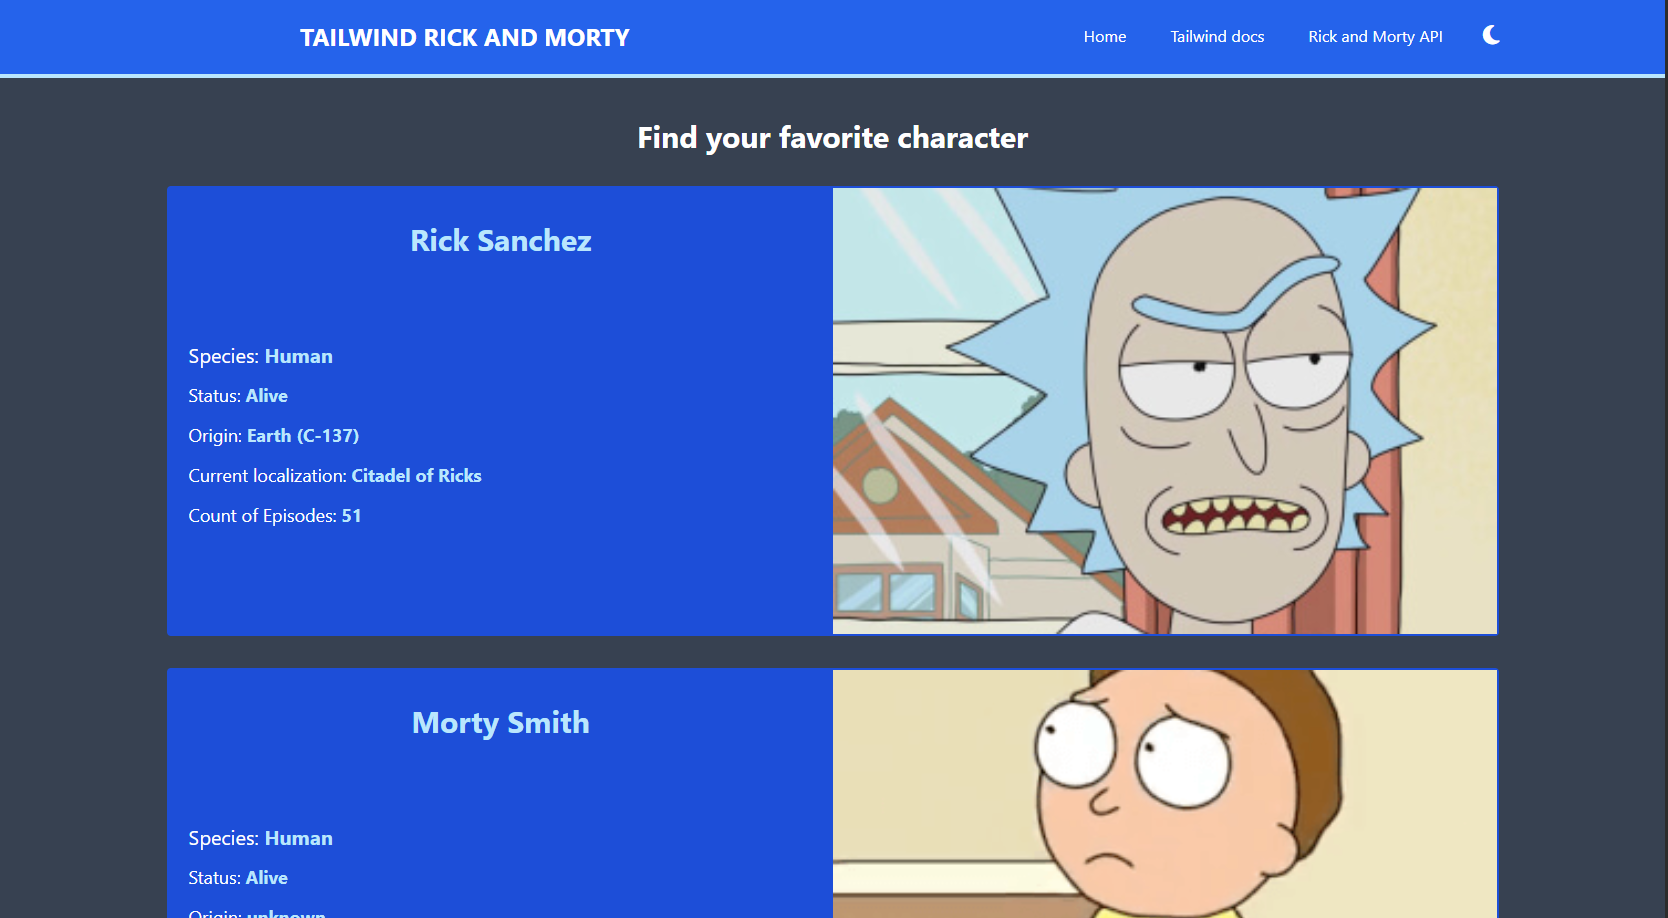 TAILWIND RICK AND MORTY
Home
Tailwind docs
Rick and Morty API
Find your favorite character
Rick Sanchez
Species: Human
Status: Alive
Origin: Earth (C-137)
Current localization: Citadel of Ricks
Count of Episodes: 51
Morty Smith
Species: Human
Status: Alive
Origin: unknown